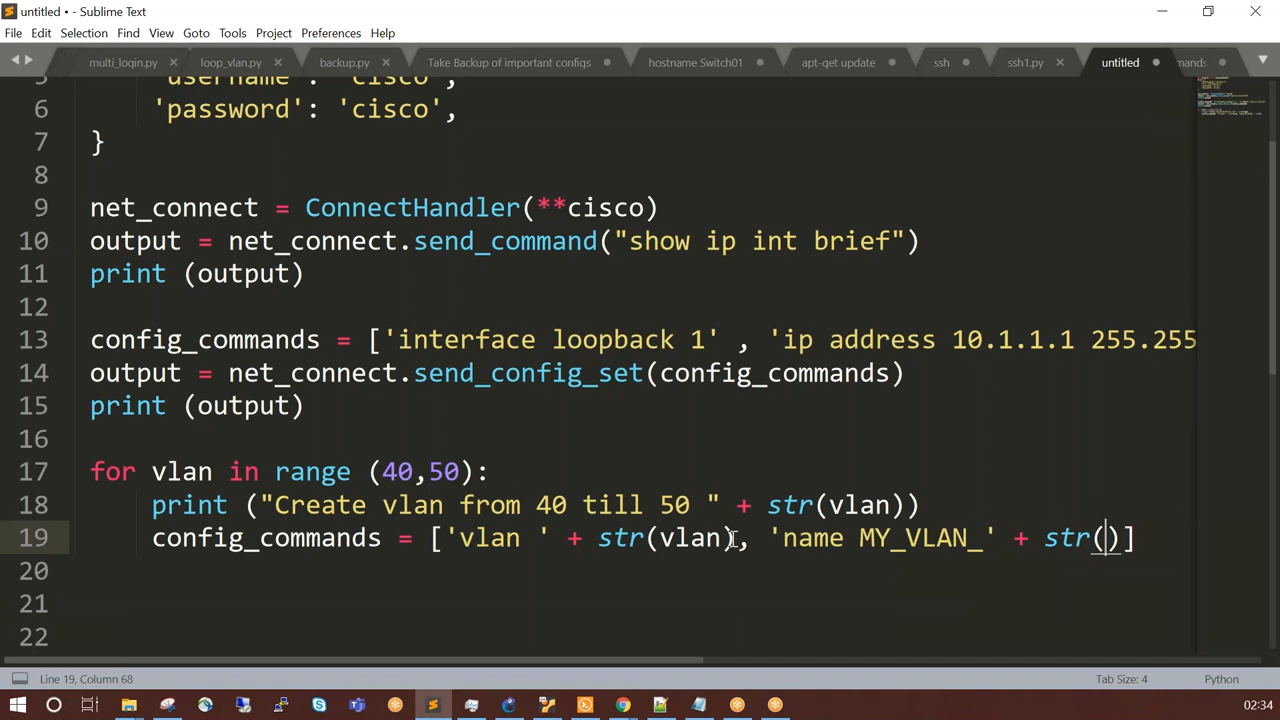 untitled • - Sublime Text
File Edit Selection Find View Goto Tools Project Preferences Help
multi_login.py loop_vlan.py backup.py Take Backup of important configs hostname Switch01 apt-get update ssh ssh1.py untitled mands
5 'username': 'cisco',
6 'password': 'cisco',
7 }
8
9 net_connect = ConnectHandler(**cisco)
10 output = net_connect.send_command("show ip int brief")
11 print (output)
12
13 config_commands = ['interface loopback 1' , 'ip address 10.1.1.1 255.255
14 output = net_connect.send_config_set(config_commands)
15 print (output)
16
17 for vlan in range (40,50):
18 print ("Create vlan from 40 till 50 " + str(vlan))
19 config_commands = ['vlan ' + str(vlan), 'name MY_VLAN_' + str()]
20
21
22
Line 19, Column 68 Tab Size: 4 Python
02:34